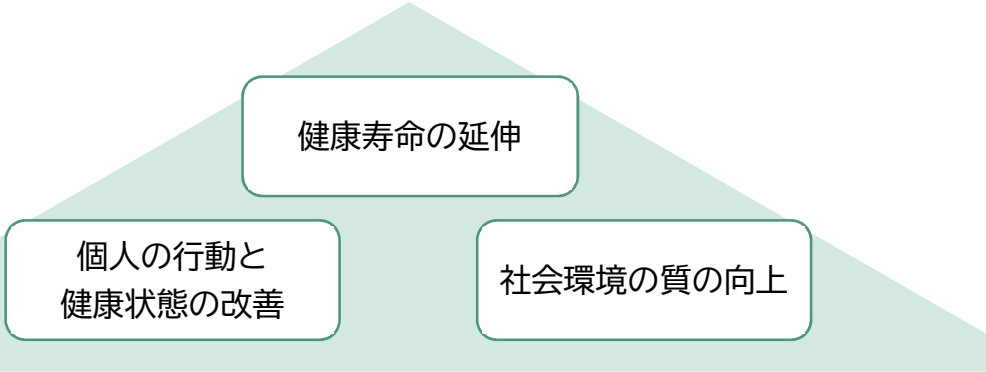 健康寿命の延伸
個人の行動と
健康状態の改善
社会環境の質の向上